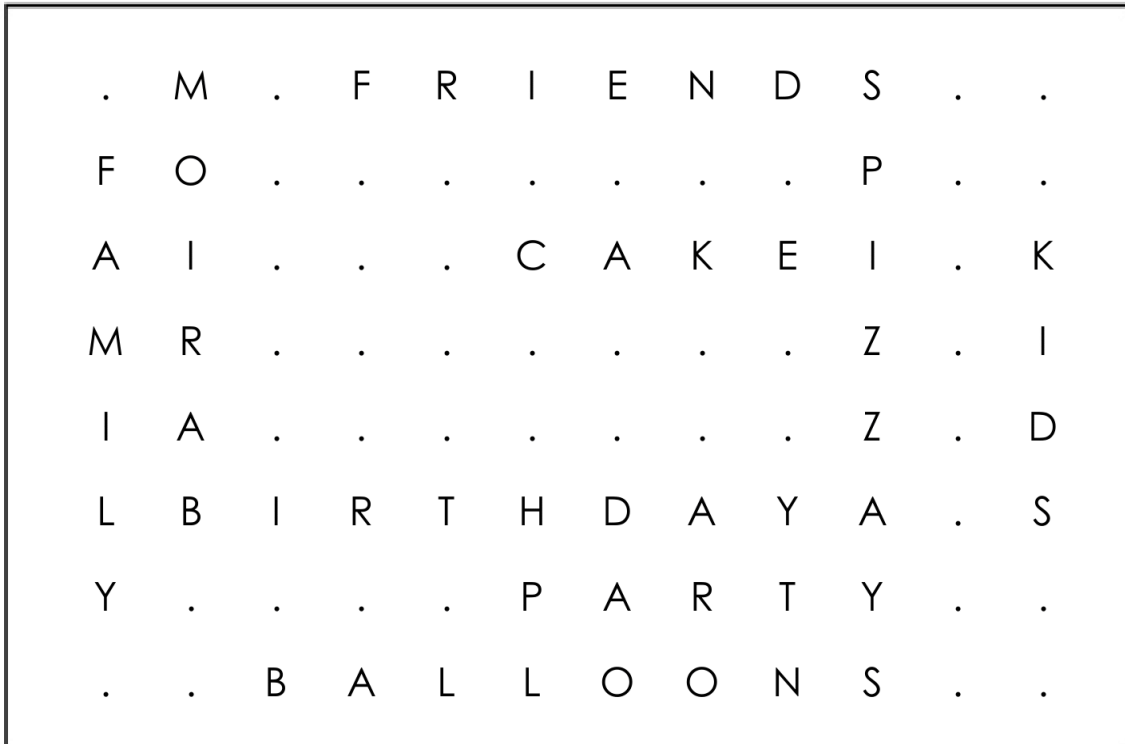 . M . F R I E N D S . .
F O . . . . . . . P . .
A I . . . C A K E I . K
M R . . . . . . . Z . I
I A . . . . . . . Z . D
L B I R T H D A Y A . S
Y . . . . P A R T Y . .
. . B A L L O O N S . .